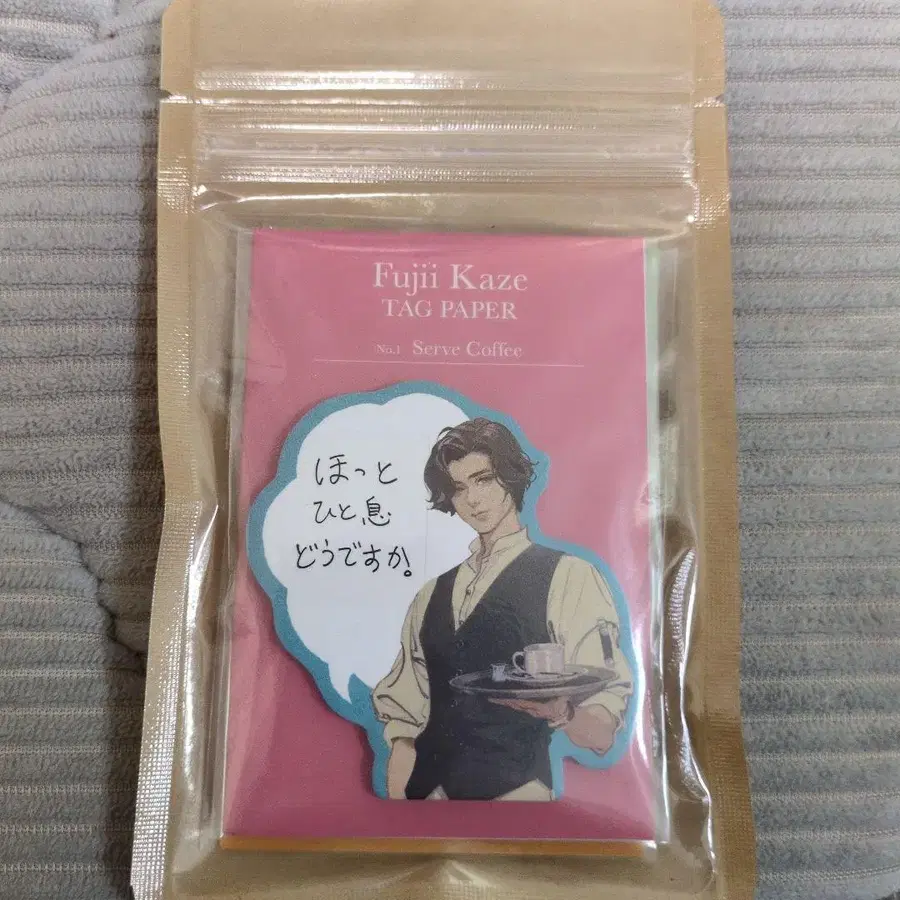 Fujii Kaze
TAG PAPER
No.1 Serve Coffee
ほっと
ひと息
どうですか。